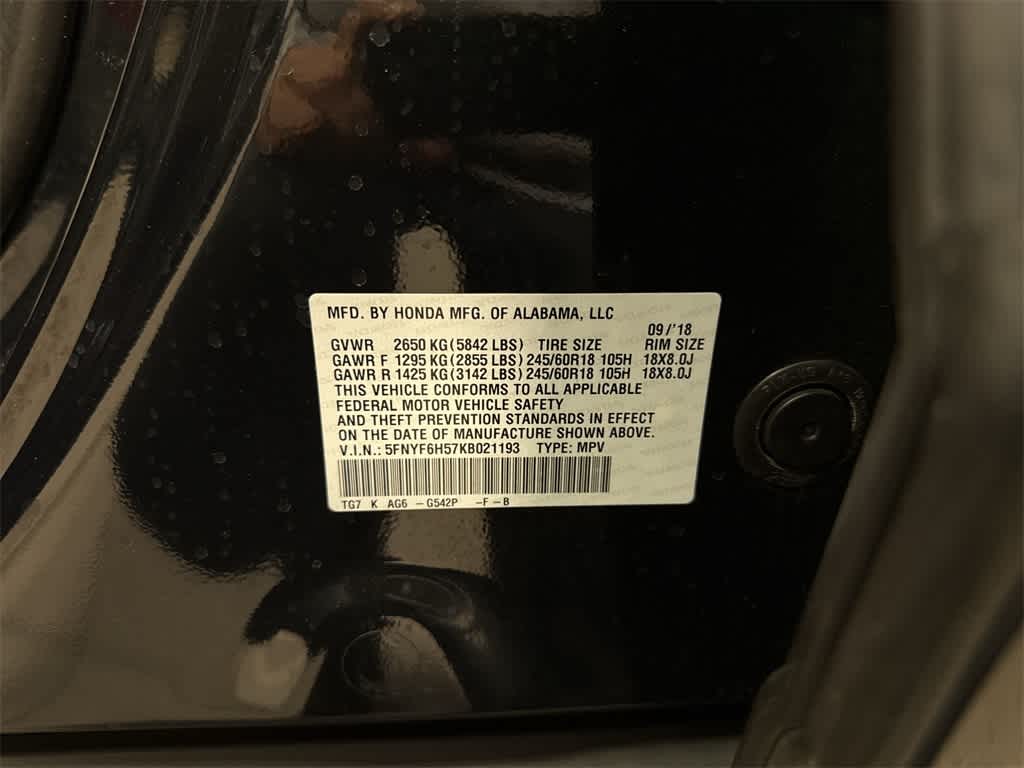 MFD. BY HONDA MFG. OF ALABAMA, LLC
09/'18
GVWR 2650 KG (5842 LBS) TIRE SIZE RIM SIZE
GAWR F 1295 KG (2855 LBS) 245/60R18 105H 18X8.0J
GAWR R 1425 KG (3142 LBS) 245/60R18 105H 18X8.0J
THIS VEHICLE CONFORMS TO ALL APPLICABLE
FEDERAL MOTOR VEHICLE SAFETY
AND THEFT PREVENTION STANDARDS IN EFFECT
ON THE DATE OF MANUFACTURE SHOWN ABOVE.
V.I.N.: 5FNYF6H57KB021193 TYPE: MPV
TG7 K AG6 -G542P -F-B